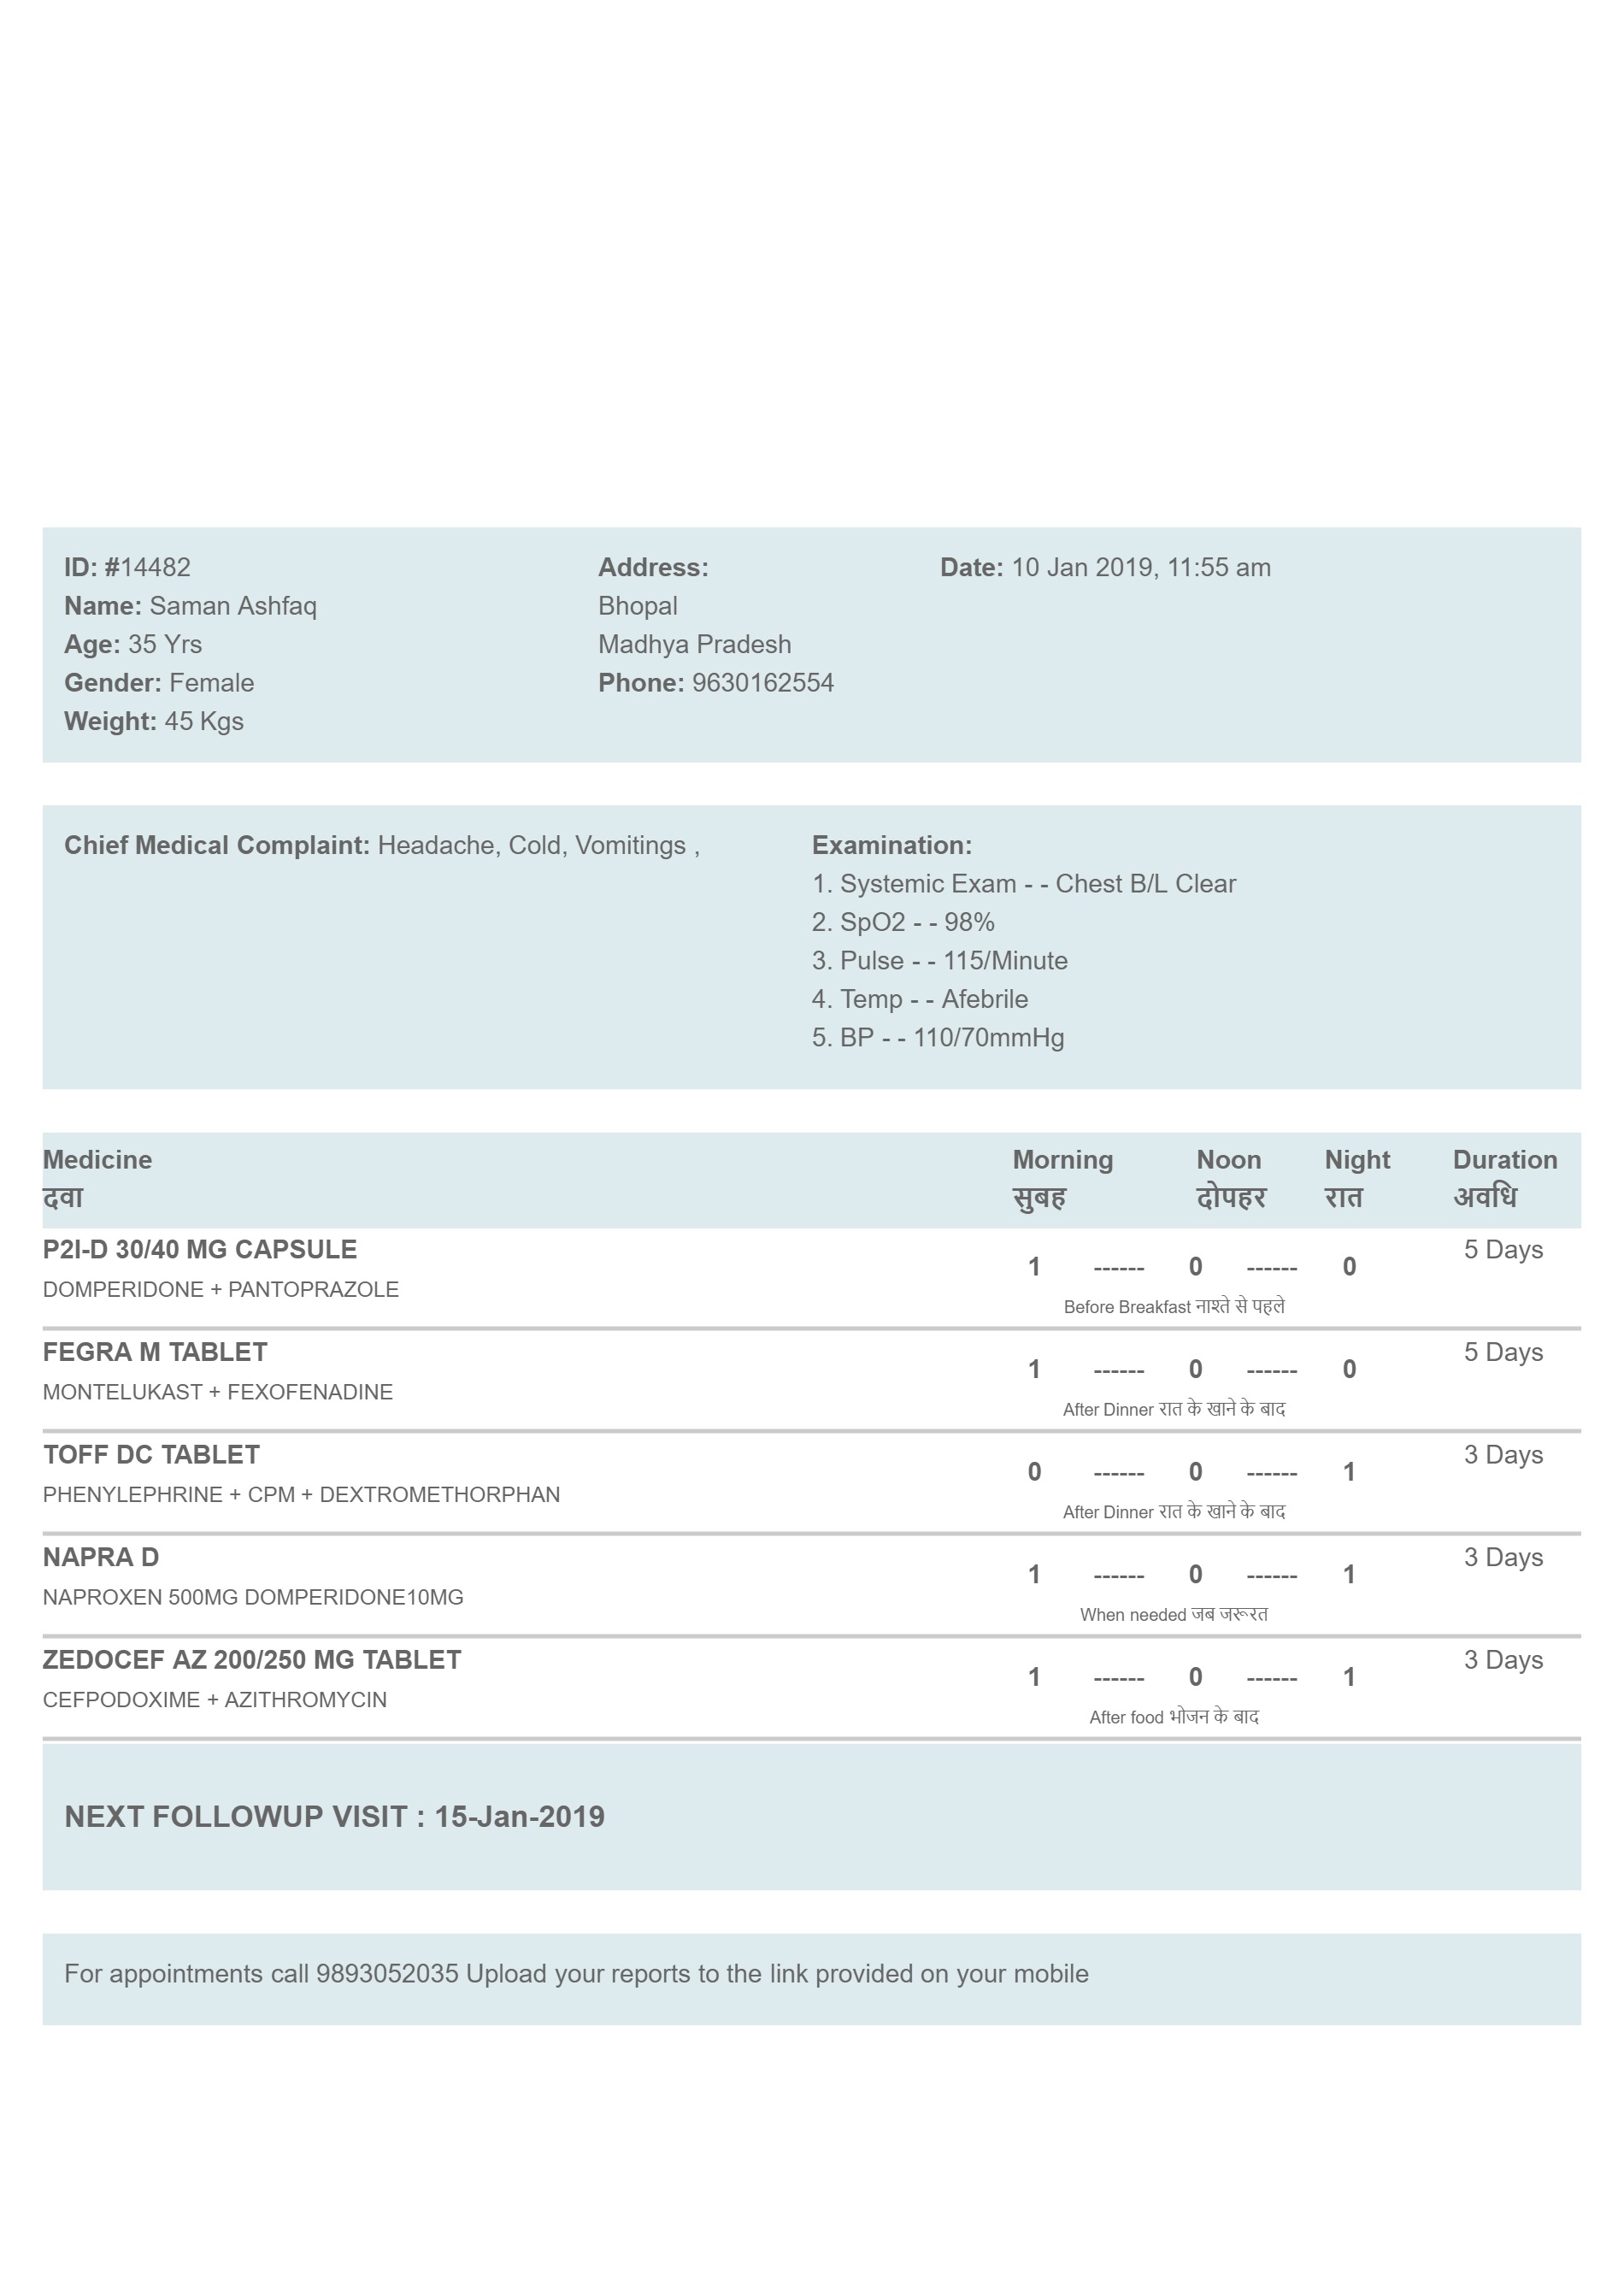 ID: #14482
Name: Saman Ashfaq
Age: 35 Yrs
Gender: Female
Weight: 45 Kgs
Address:
Bhopal
Madhya Pradesh
Phone: 9630162554
Date: 10 Jan 2019, 11:55 am
Chief Medical Complaint: Headache, Cold, Vomitings ,
Examination:
1. Systemic Exam - - Chest B/L Clear
2. SpO2 - - 98%
3. Pulse - - 115/Minute
4. Temp - - Afebrile
5. BP - - 110/70mmHg
Medicine Morning Noon Night Duration
दवा सुबह दोपहर रात अवधि
P2I-D 30/40 MG CAPSULE 5 Days
1 ------ 0 ------ 0
DOMPERIDONE + PANTOPRAZOLE
Before Breakfast नाश्ते से पहले
FEGRA M TABLET 5 Days
1 ------ 0 ------ 0
MONTELUKAST + FEXOFENADINE
After Dinner रात के खाने के बाद
TOFF DC TABLET 3 Days
0 ------ 0 ------ 1
PHENYLEPHRINE + CPM + DEXTROMETHORPHAN
After Dinner रात के खाने के बाद
NAPRA D 3 Days
1 ------ 0 ------ 1
NAPROXEN 500MG DOMPERIDONE10MG
When needed जब जरूरत
ZEDOCEF AZ 200/250 MG TABLET 3 Days
1 ------ 0 ------ 1
CEFPODOXIME + AZITHROMYCIN
After food भोजन के बाद
NEXT FOLLOWUP VISIT : 15-Jan-2019
For appointments call 9893052035 Upload your reports to the link provided on your mobile